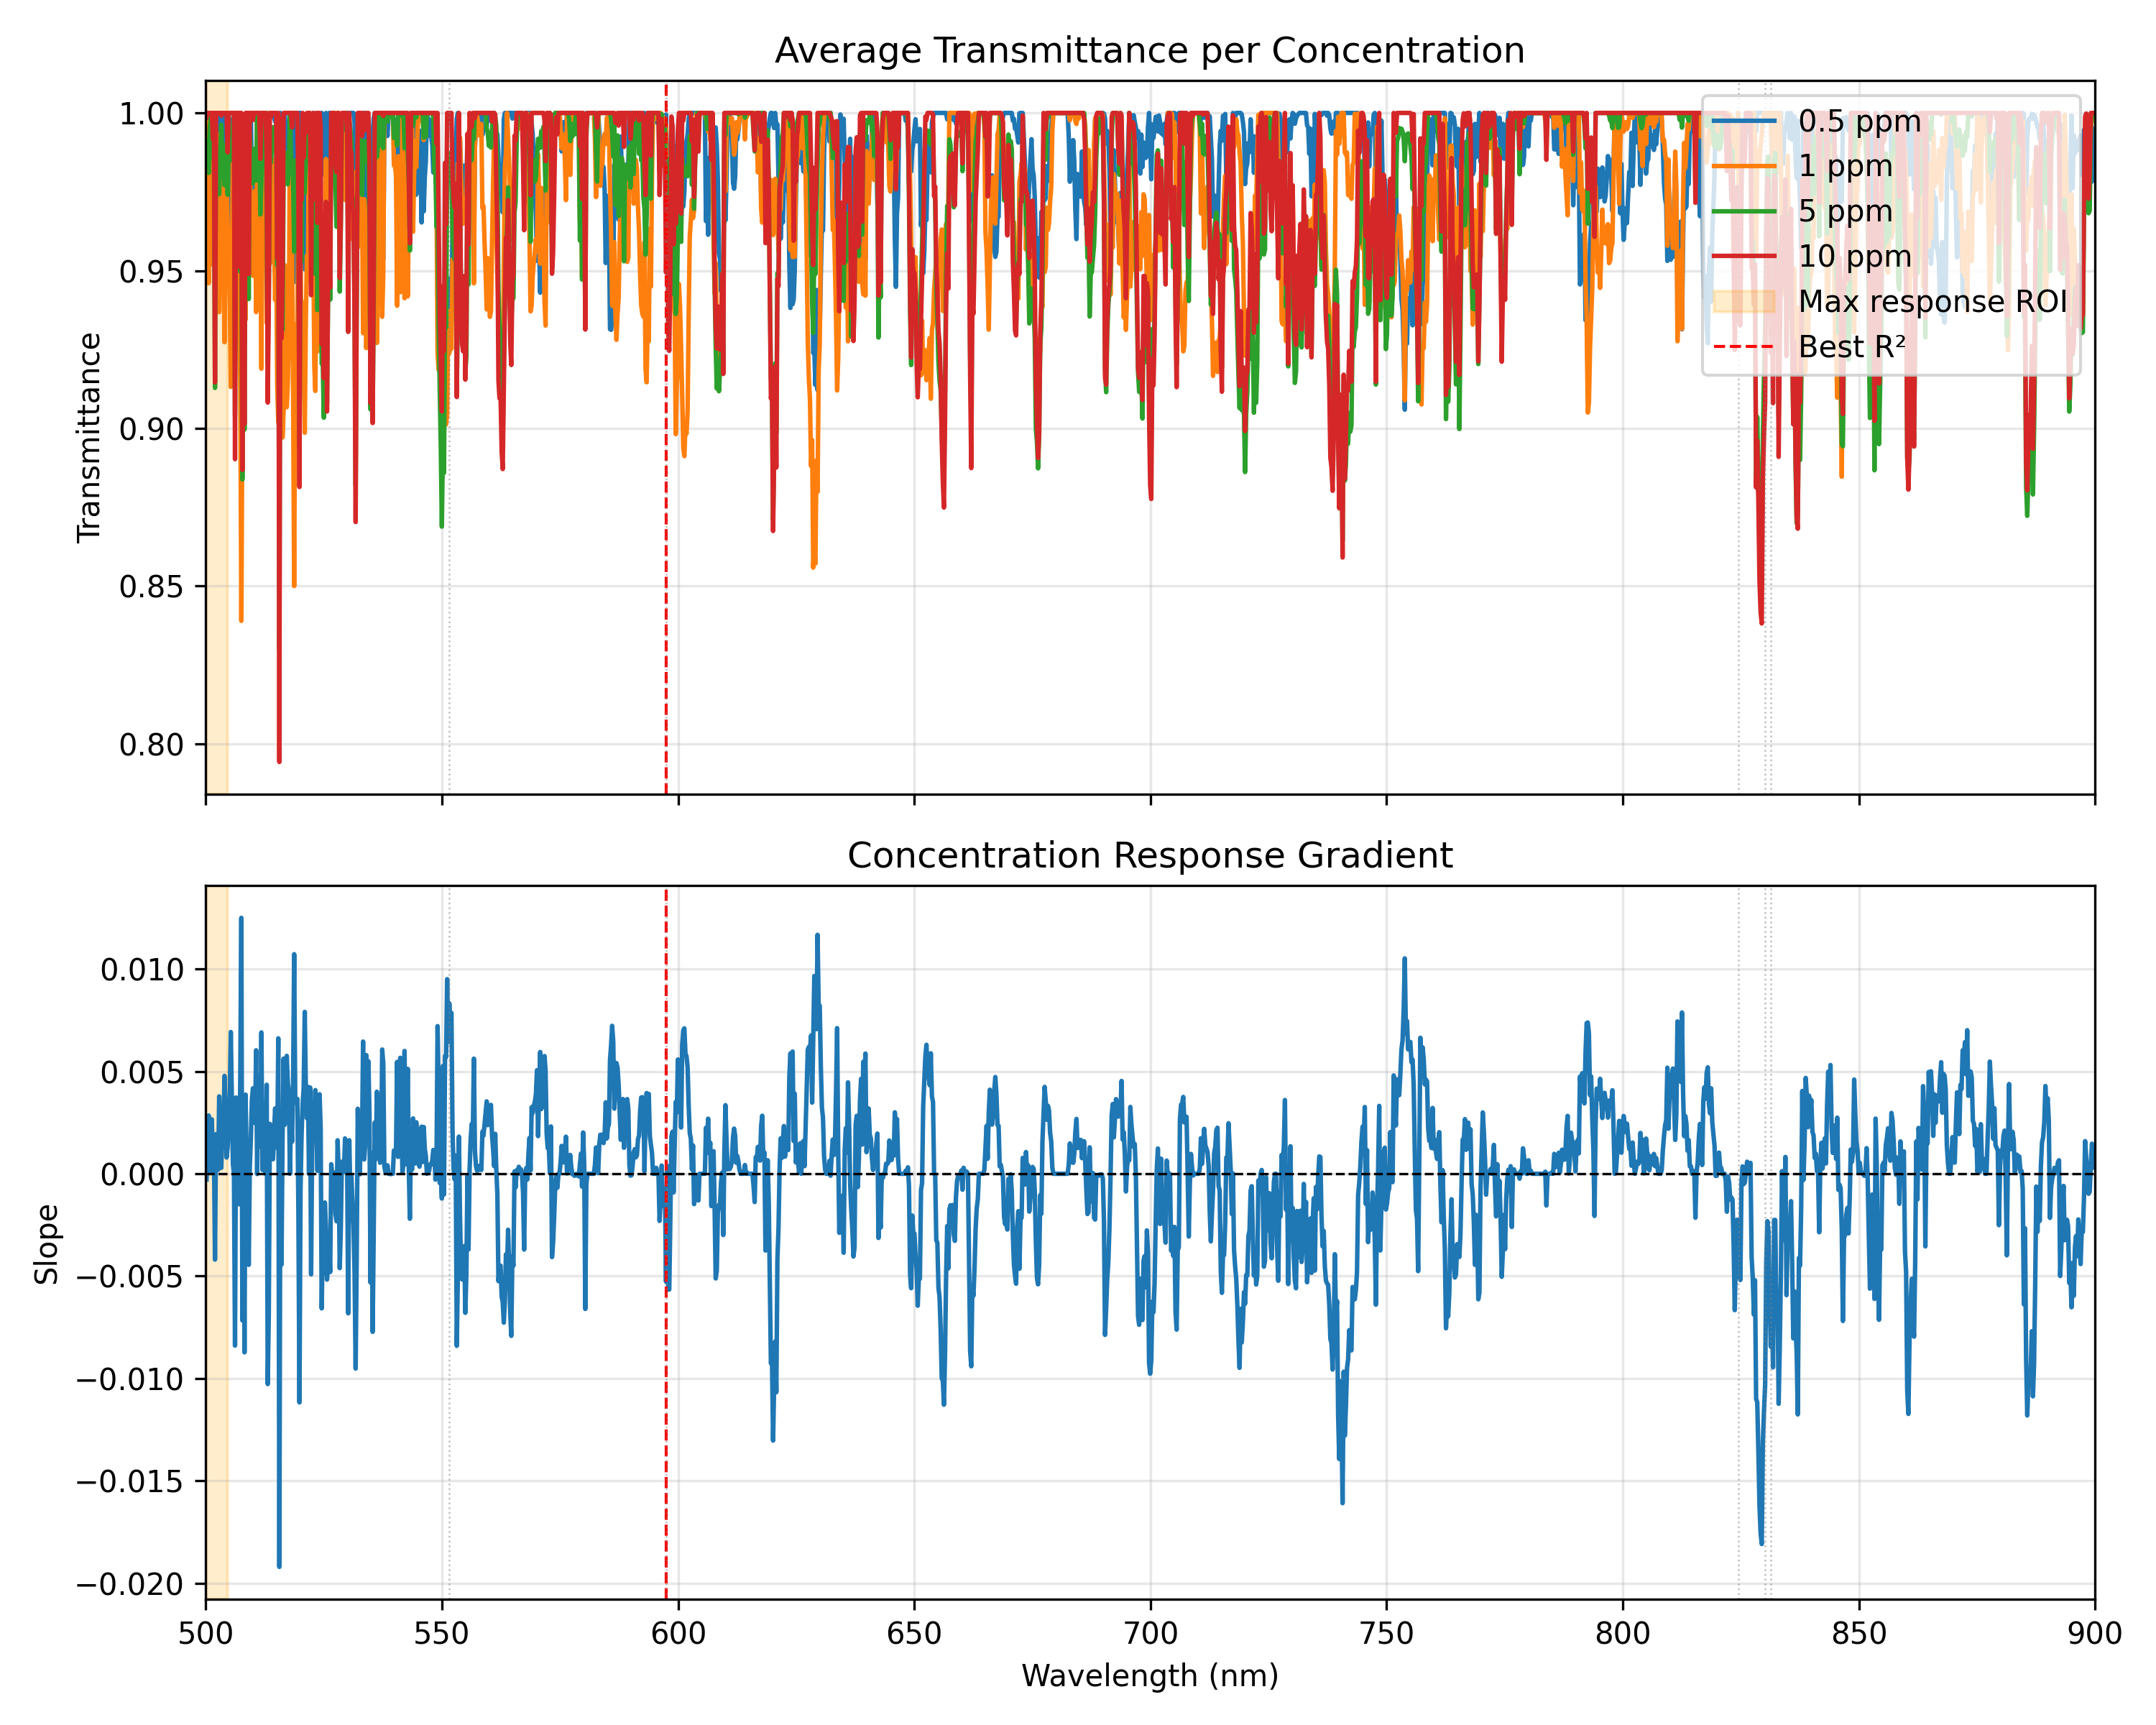 Average Transmittance per Concentration
1.00
0.95
0.90
0.85
0.80
Transmittance
0.5 ppm
1 ppm
5 ppm
10 ppm
Max response ROI
Best R²
Concentration Response Gradient
0.010
0.005
0.000
−0.005
−0.010
−0.015
−0.020
Slope
500 550 600 650 700 750 800 850 900
Wavelength (nm)